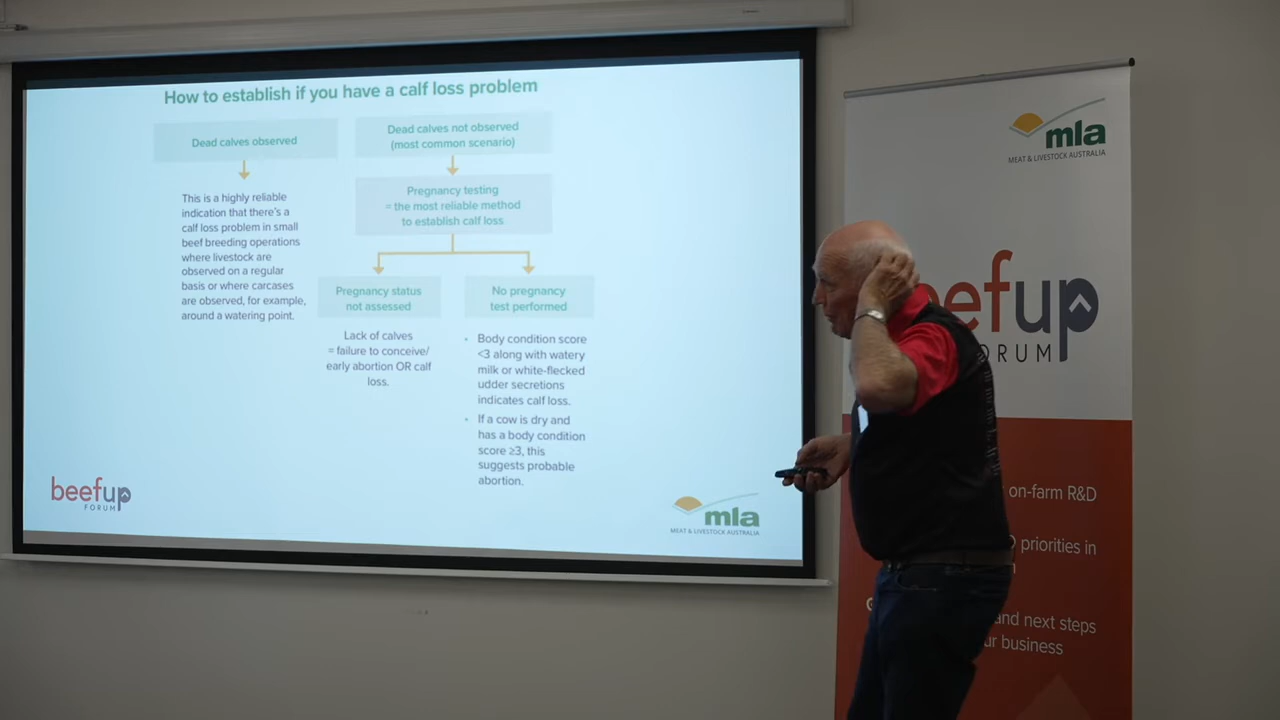 How to establish if you have a calf loss problem
Dead calves observed
This is a highly reliable
indication that there's a
calf loss problem in small
beef breeding operations
where livestock are
observed on a regular
basis or where carcases
are observed, for example,
around a watering point.
Dead calves not observed
(most common scenario)
Pregnancy testing
= the most reliable method
to establish calf loss
Pregnancy status
not assessed
Lack of calves
= failure to conceive/
early abortion OR calf
loss.
No pregnancy
test performed
• Body condition score
<3 along with watery
milk or white-flecked
udder secretions
indicates calf loss.
• If a cow is dry and
has a body condition
score ≥3, this
suggests probable
abortion.
beefup
FORUM
mla
MEAT & LIVESTOCK AUSTRALIA
mla
MEAT & LIVESTOCK AUSTRALIA
eefup
ORUM
on-farm R&D
priorities in
and next steps
ur business